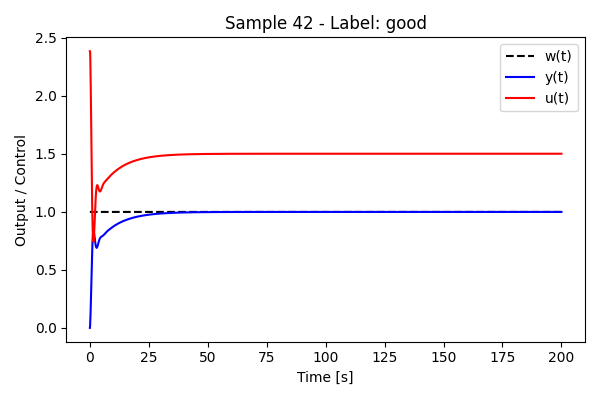 Sample 42 - Label: good
2.5
2.0
1.5
1.0
0.5
0.0
Output / Control
w(t)
y(t)
u(t)
0 25 50 75 100 125 150 175 200
Time [s]